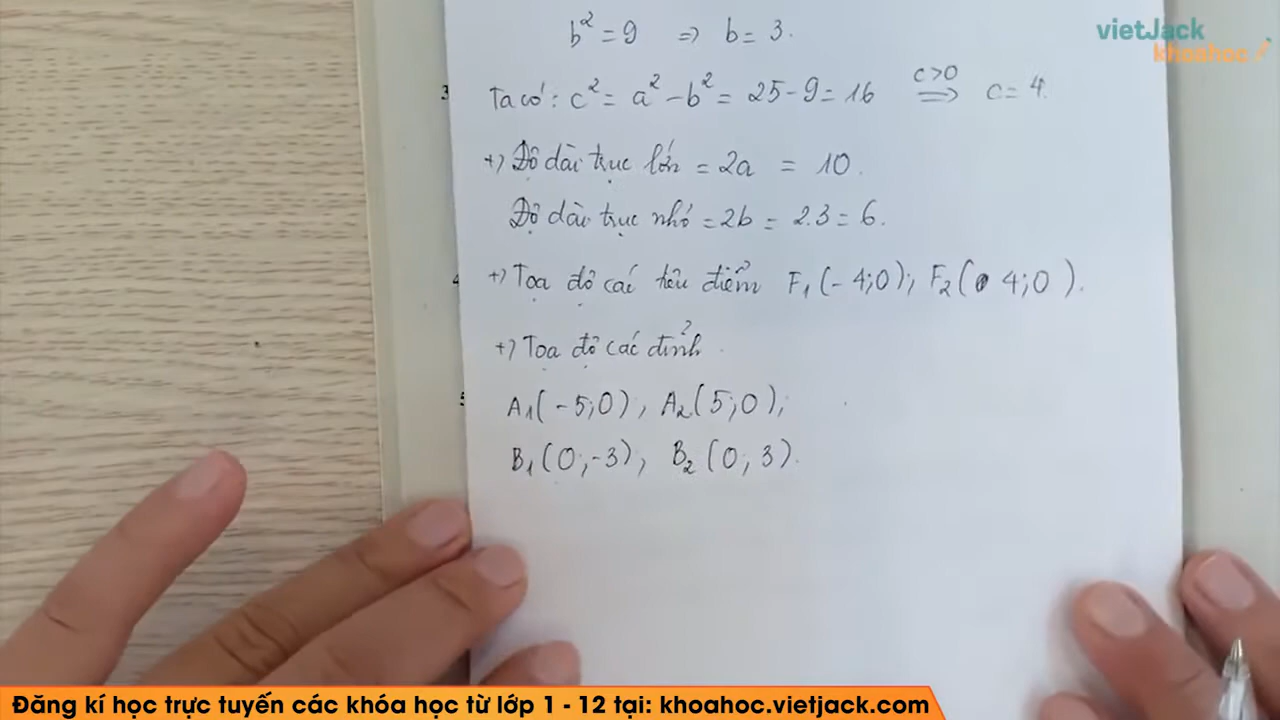 vietJack
khoahoc
b² = 9 => b = 3.
3
Ta có: c² = a² - b² = 25 - 9 = 16 c>0 => c = 4.
+) Độ dài trục lớn = 2a = 10.
Độ dài trục nhỏ = 2b = 2.3 = 6.
4
+) Tọa độ các tiêu điểm F₁(-4;0); F₂(4;0).
+) Tọa độ các đỉnh
5
A₁(-5;0), A₂(5;0),
B₁(0;-3), B₂(0;3).
Đăng kí học trực tuyến các khóa học từ lớp 1 - 12 tại: khoahoc.vietjack.com